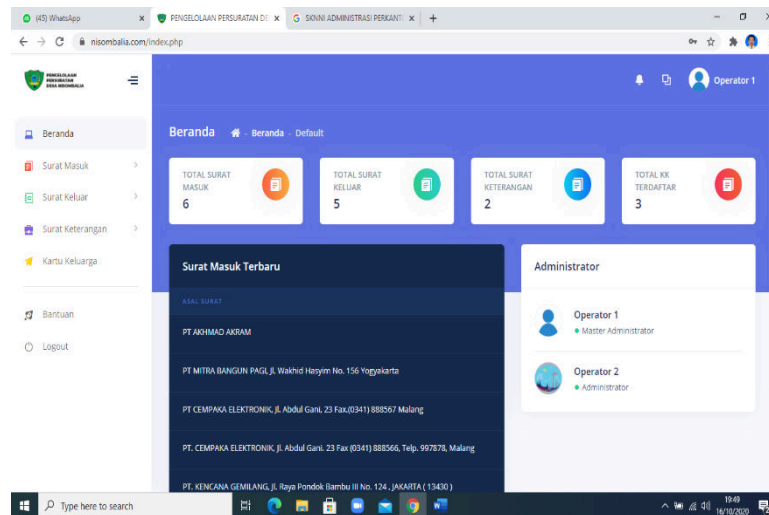 (45) WhatsApp
PENGELOLAAN PERSURATAN DE
SKNNI ADMINISTRASI PERKANT
nisombalia.com/index.php
PENGELOLAAN
PERSURATAN
DESA NISOMBALIA
Operator 1
Beranda
Surat Masuk
Surat Keluar
Surat Keterangan
Kartu Keluarga
Bantuan
Logout
Beranda - Beranda - Default
TOTAL SURAT
MASUK
6
TOTAL SURAT
KELUAR
5
TOTAL SURAT
KETERANGAN
2
TOTAL KK
TERDAFTAR
3
Surat Masuk Terbaru
ASAL SURAT
PT AKHMAD AKRAM
PT MITRA BANGUN PAGI, Jl. Wakhid Hasyim No. 156 Yogyakarta
PT CEMPAKA ELEKTRONIK, Jl. Abdul Gani. 23 Fax.(0341) 888567 Malang
PT. CEMPAKA ELEKTRONIK, Jl. Abdul Gani. 23 Fax (0341) 888566, Telp. 997878, Malang
PT. KENCANA GEMILANG, Jl. Raya Pondok Bambu III No. 124 , JAKARTA ( 13430 )
Administrator
Operator 1
Master Administrator
Operator 2
Administrator
Type here to search
19:49
16/10/2020